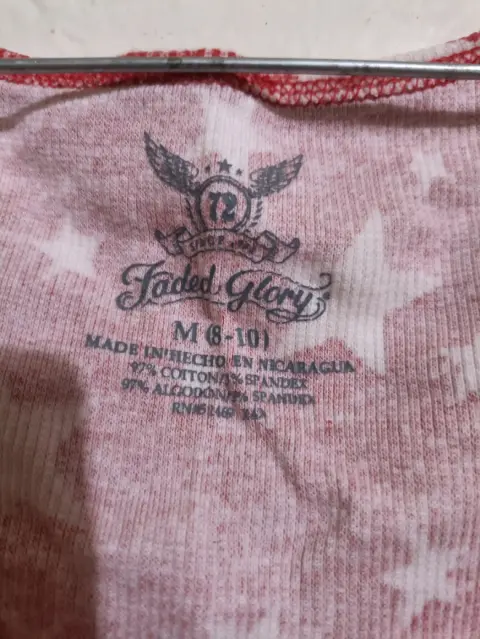 72
SINCE
Faded Glory
M (8-10)
MADE IN/HECHO EN NICARAGUA
97% COTTON/3% SPANDEX
97% ALGODON/3% SPANDEX